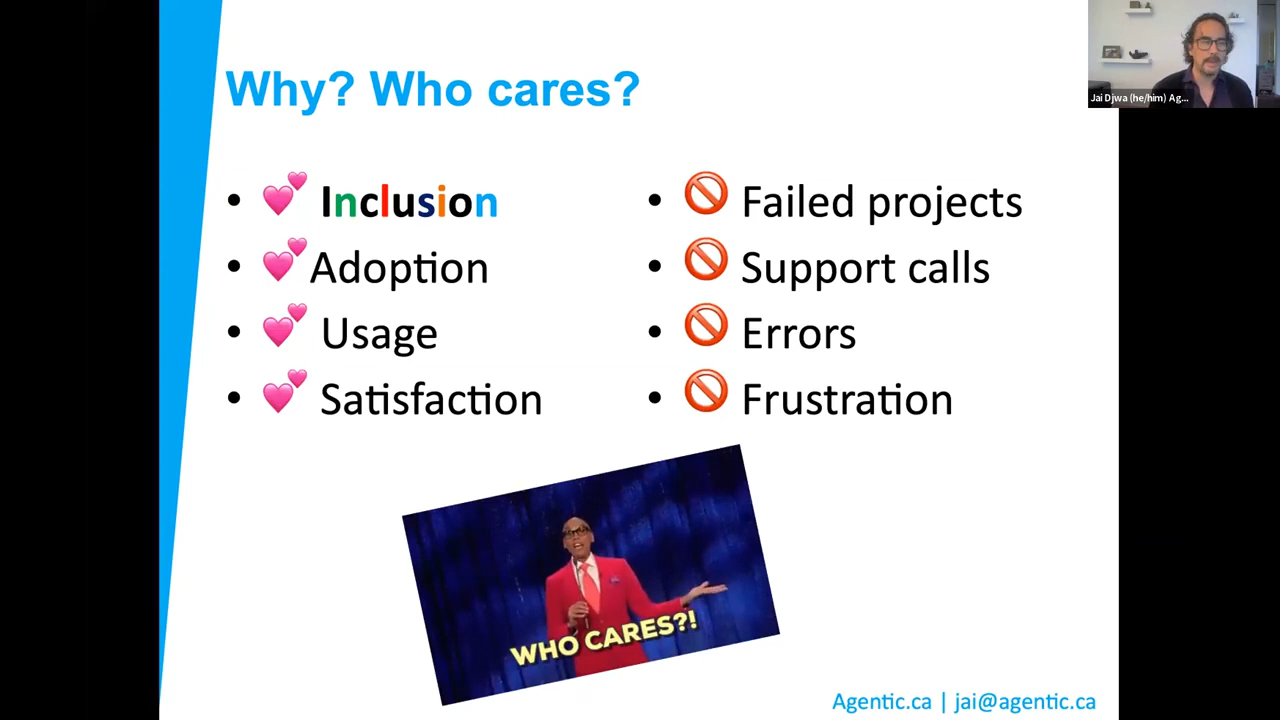 Why? Who cares?
Jai Djwa (he/him) Ag...
• 💕 Inclusion
• 💕 Adoption
• 💕 Usage
• 💕 Satisfaction
• 🚫 Failed projects
• 🚫 Support calls
• 🚫 Errors
• 🚫 Frustration
WHO CARES?!
Agentic.ca | jai@agentic.ca